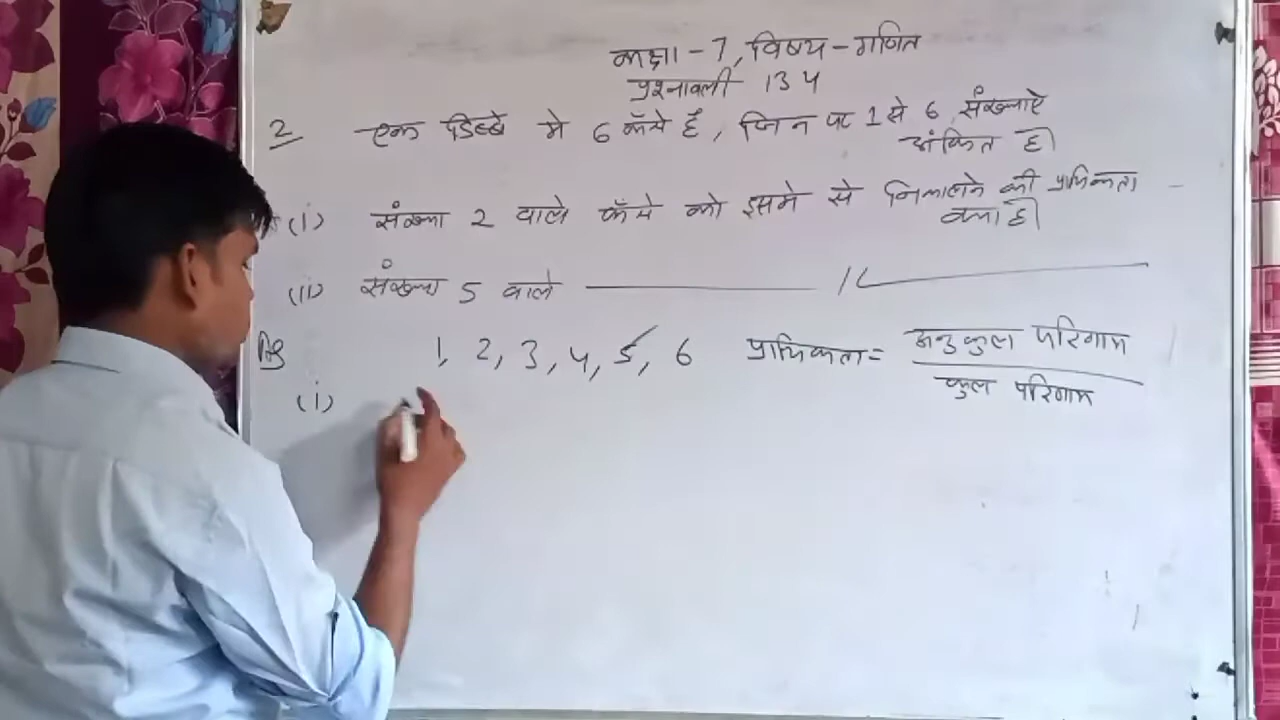 कक्षा - 7, विषय - गणित
प्रश्नावली 13 4
2 एक डिब्बे मे 6 कॅंचे हैं, जिन पर 1 से 6 संख्याऐ
अंकित है।
(i) संख्या 2 वाले कॅंचे को इसमे से निकालने की प्रायिकता
क्या है।
(ii) संख्या 5 वाले ——— 〃 ———
1, 2, 3, 4, 5, 6 प्रायिकता = अनुकुल परिणाम
कुल परिणाम
(i)